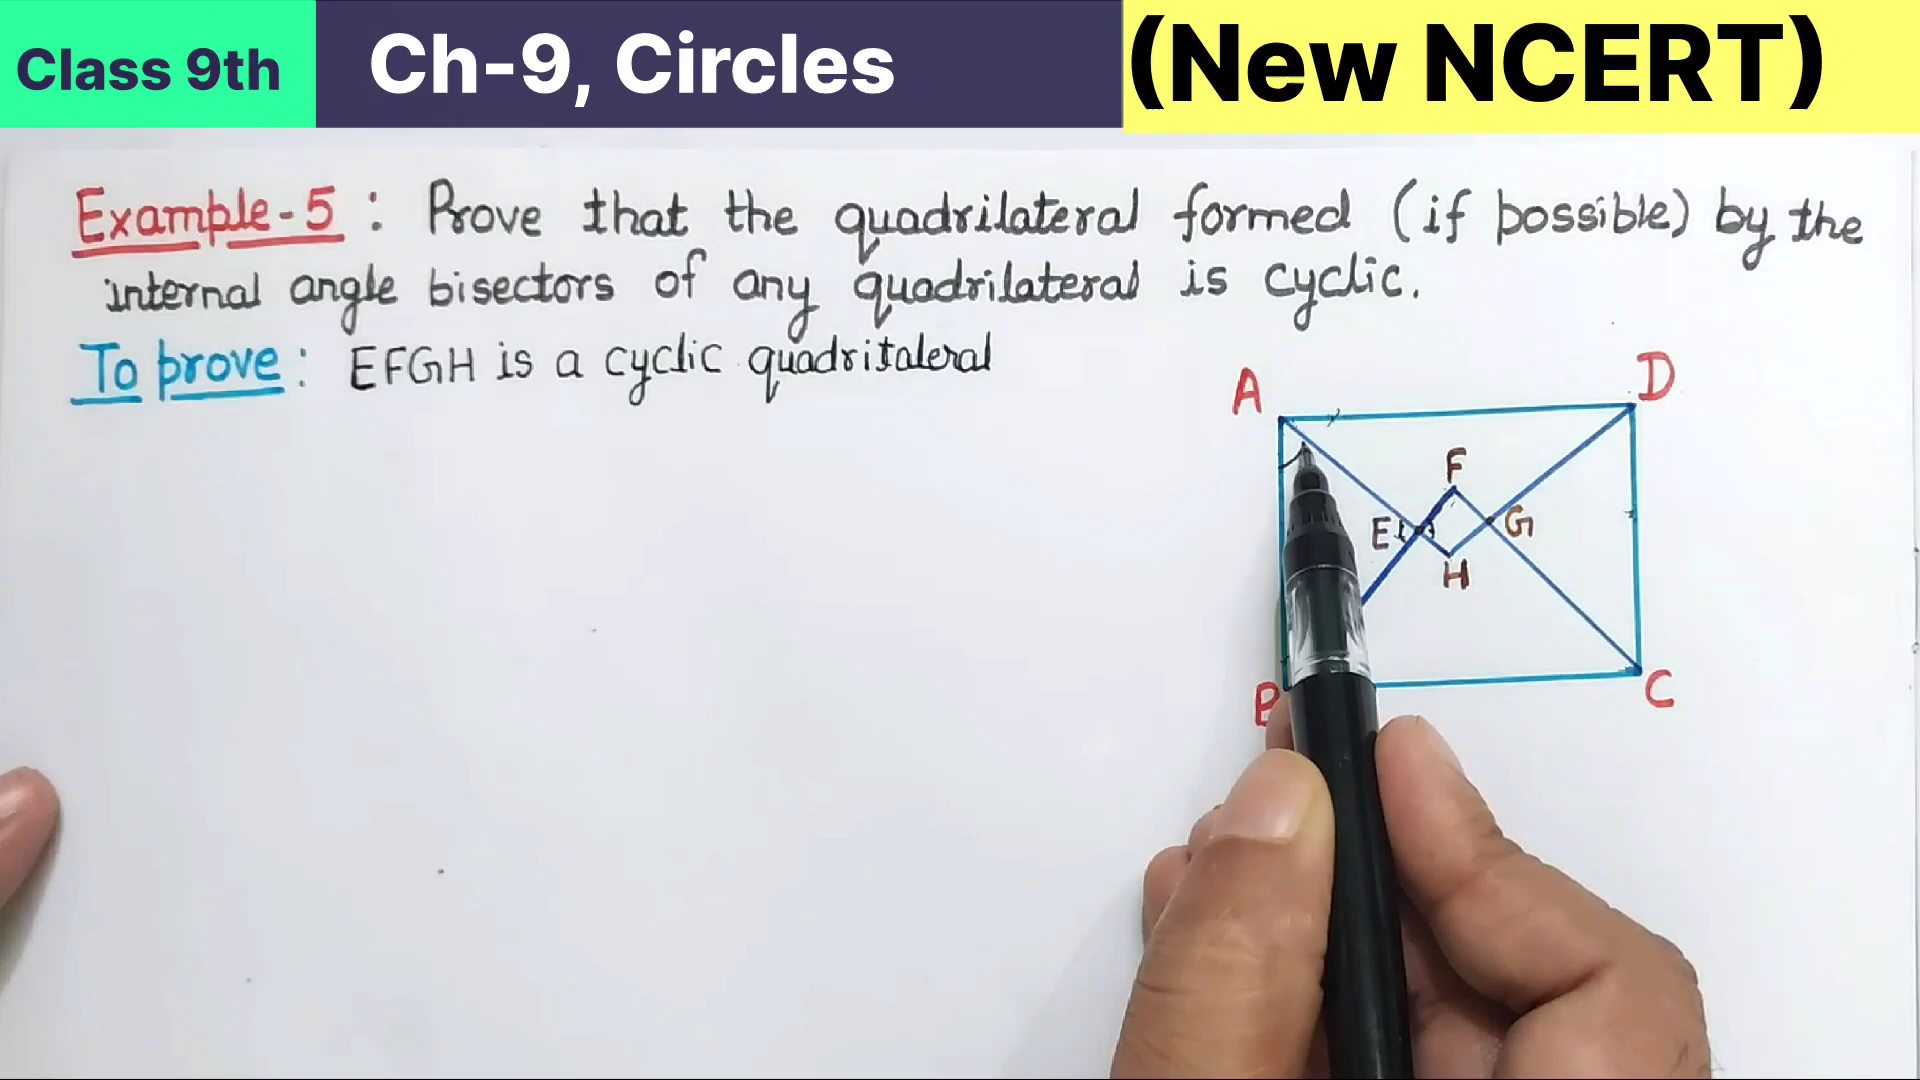 Class 9th
Ch-9, Circles
(New NCERT)
Example-5 : Prove that the quadrilateral formed (if possible) by the
internal angle bisectors of any quadrilateral is cyclic.
To prove : EFGH is a cyclic quadritaleral
A
D
F
E
G
H
B
C